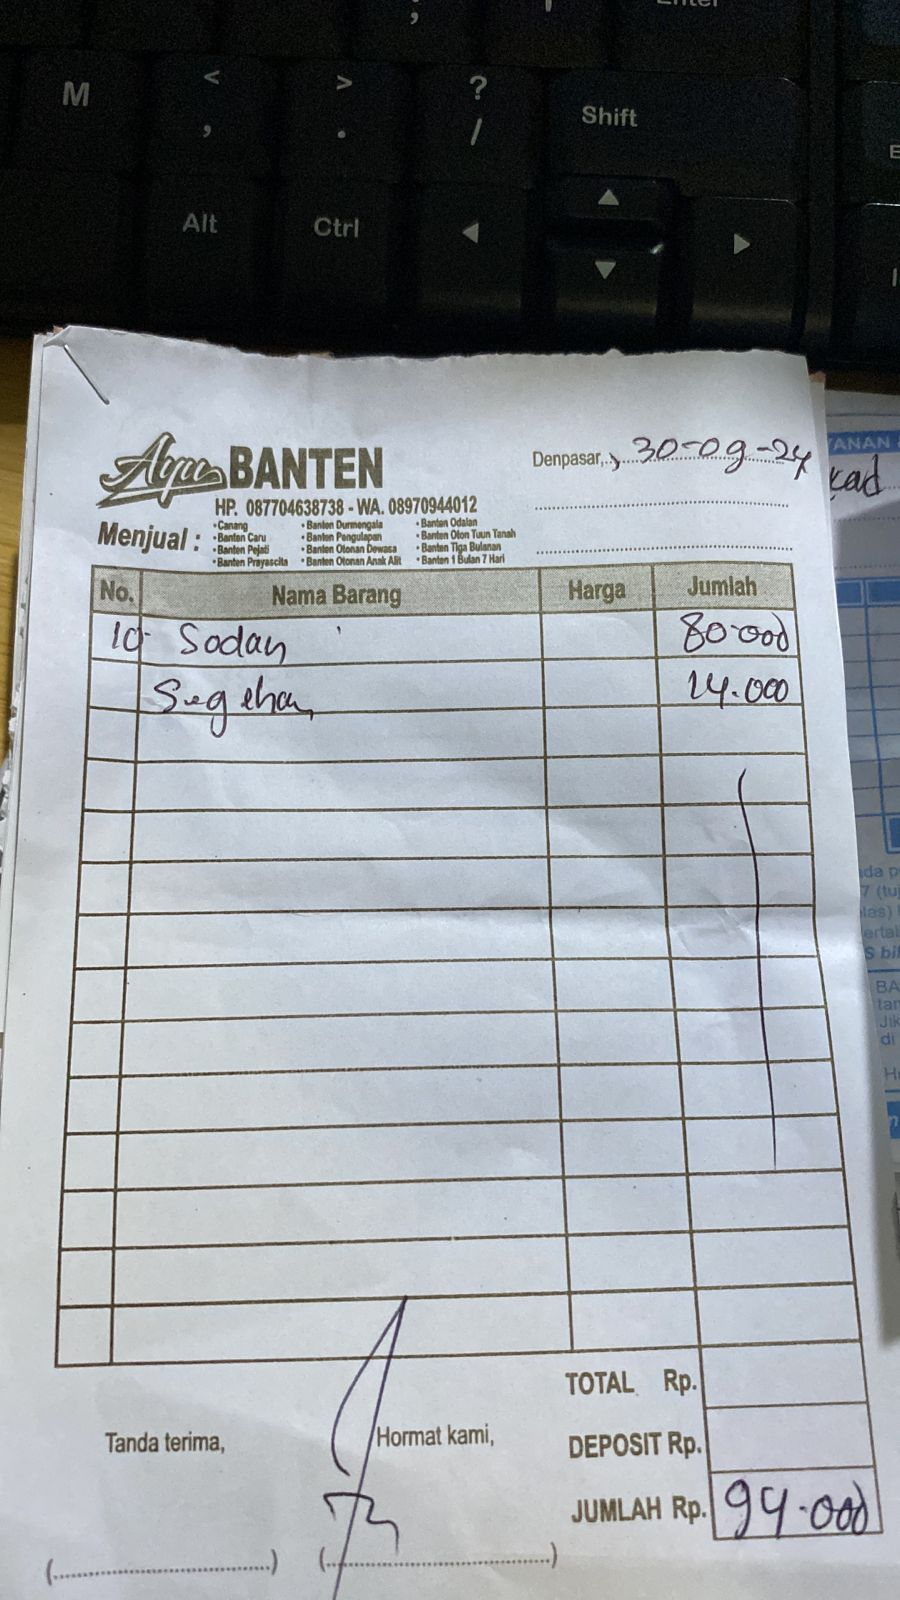 Enter
M
<
,
>
.
?
/
Shift
Alt
Ctrl
Ayu BANTEN
HP. 087704638738 - WA. 08970944012
Denpasar, 30-09-24
Menjual :
• Canang
• Banten Caru
• Banten Pejati
• Banten Prayascita
• Banten Durmengala
• Banten Pengulapan
• Banten Otonan Dewasa
• Banten Otonan Anak Alit
• Banten Odalan
• Banten Oton Tuun Tanah
• Banten Tiga Bulanan
• Banten 1 Bulan 7 Hari
No. Nama Barang Harga Jumlah
10 Sodan 80.000
Segehan 14.000
TOTAL Rp.
DEPOSIT Rp.
JUMLAH Rp. 94.000
Tanda terima,
Hormat kami,
(....................) (....................)